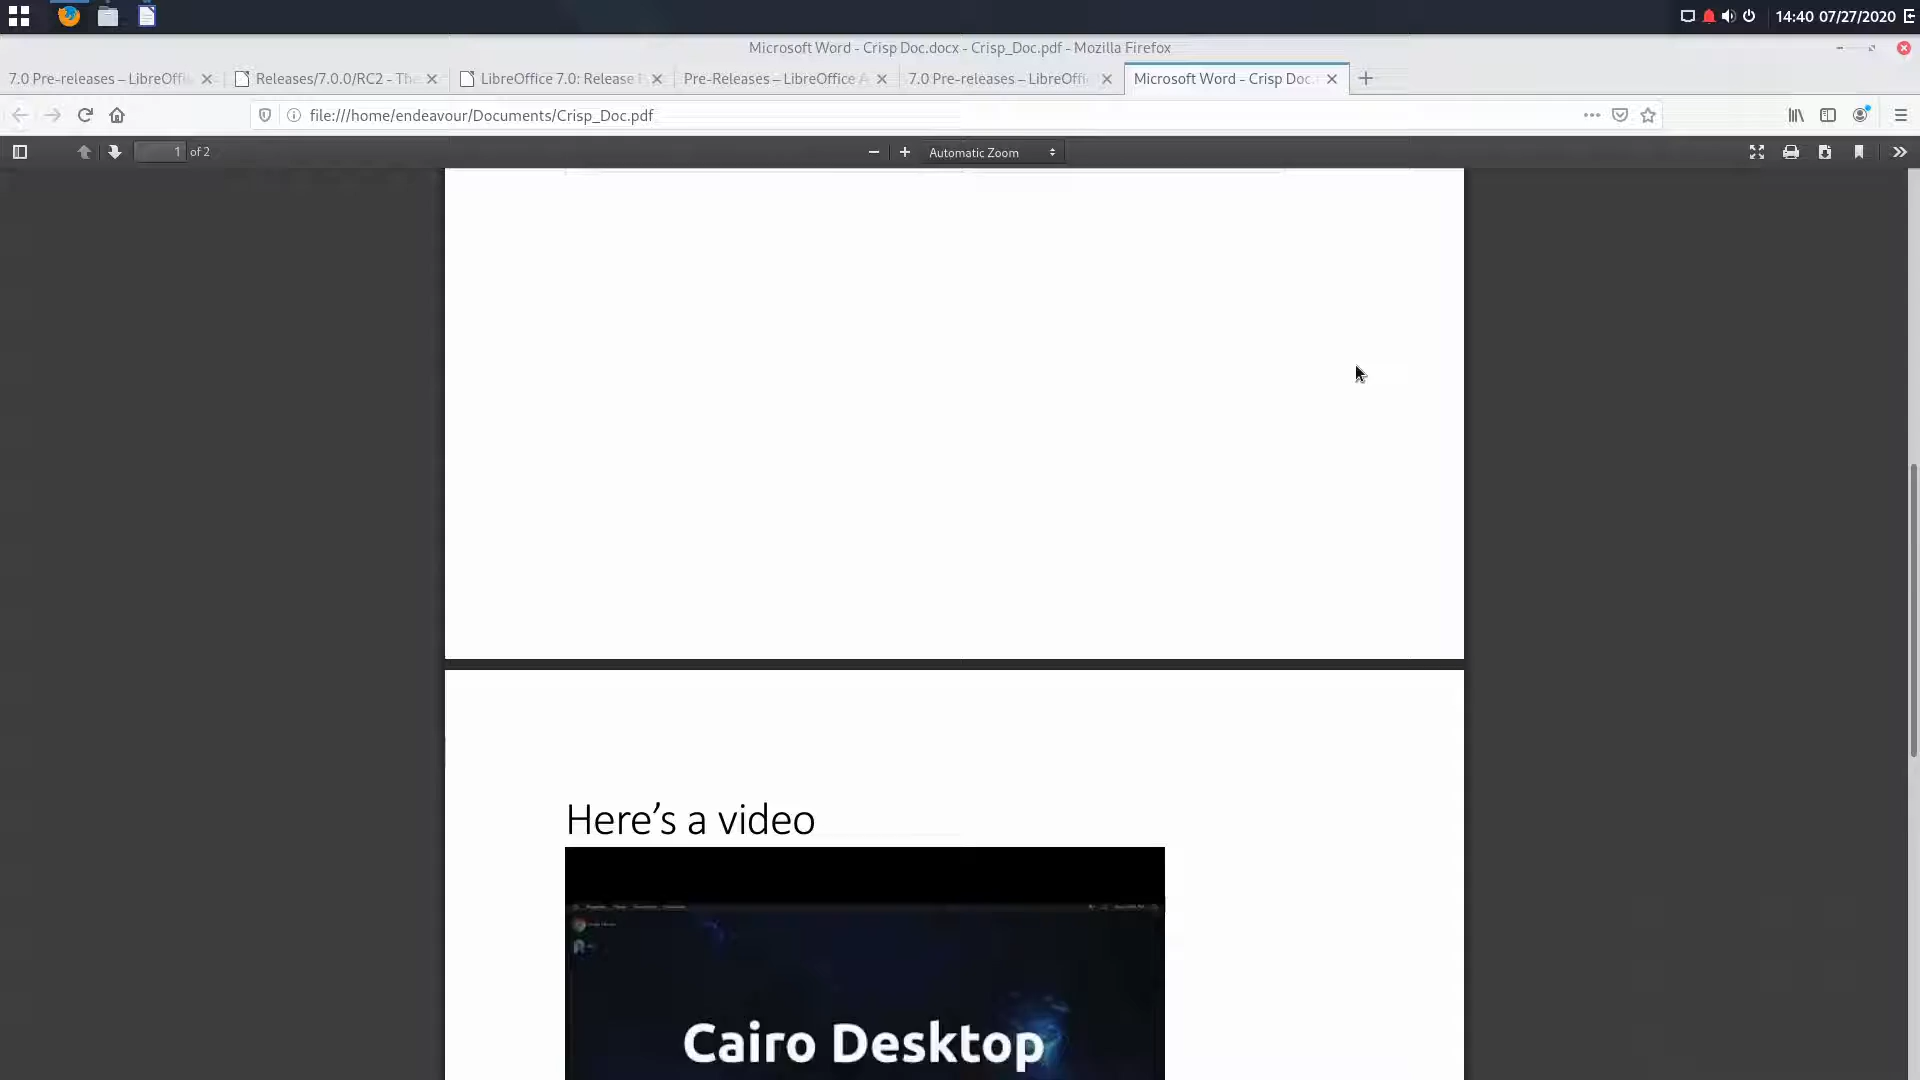 14:40 07/27/2020
Microsoft Word - Crisp Doc.docx - Crisp_Doc.pdf - Mozilla Firefox
7.0 Pre-releases – LibreOffi
Releases/7.0.0/RC2 - The
LibreOffice 7.0: Release
Pre-Releases – LibreOffice A
7.0 Pre-releases – LibreOffi
Microsoft Word - Crisp Doc.
file:///home/endeavour/Documents/Crisp_Doc.pdf
1 of 2
Automatic Zoom
Here’s a video
Cairo Desktop